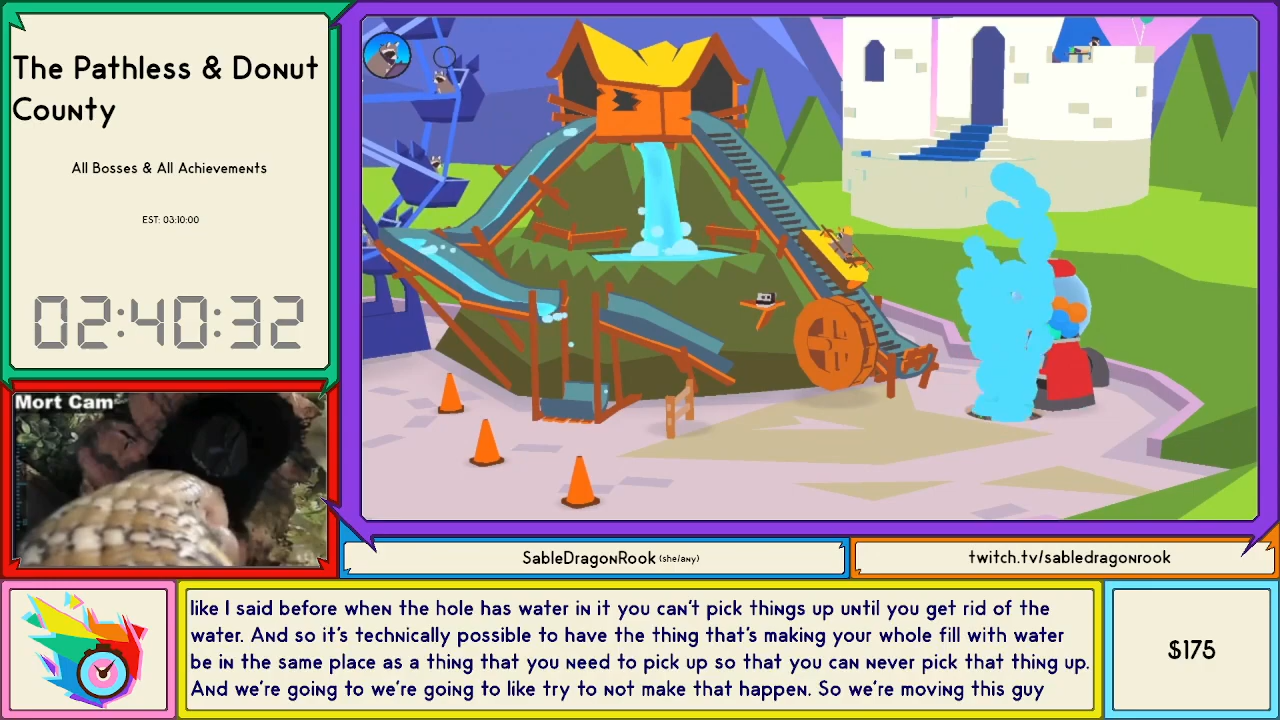 The Pathless & Donut
County
All Bosses & All Achievements
EST: 03:10:00
02:40:32
Mort Cam
SableDragonRook (she/any)
twitch.tv/sabledragonrook
like I said before when the hole has water in it you can't pick things up until you get rid of the
water. And so it's technically possible to have the thing that's making your whole fill with water
be in the same place as a thing that you need to pick up so that you can never pick that thing up.
And we're going to we're going to like try to not make that happen. So we're moving this guy
$175